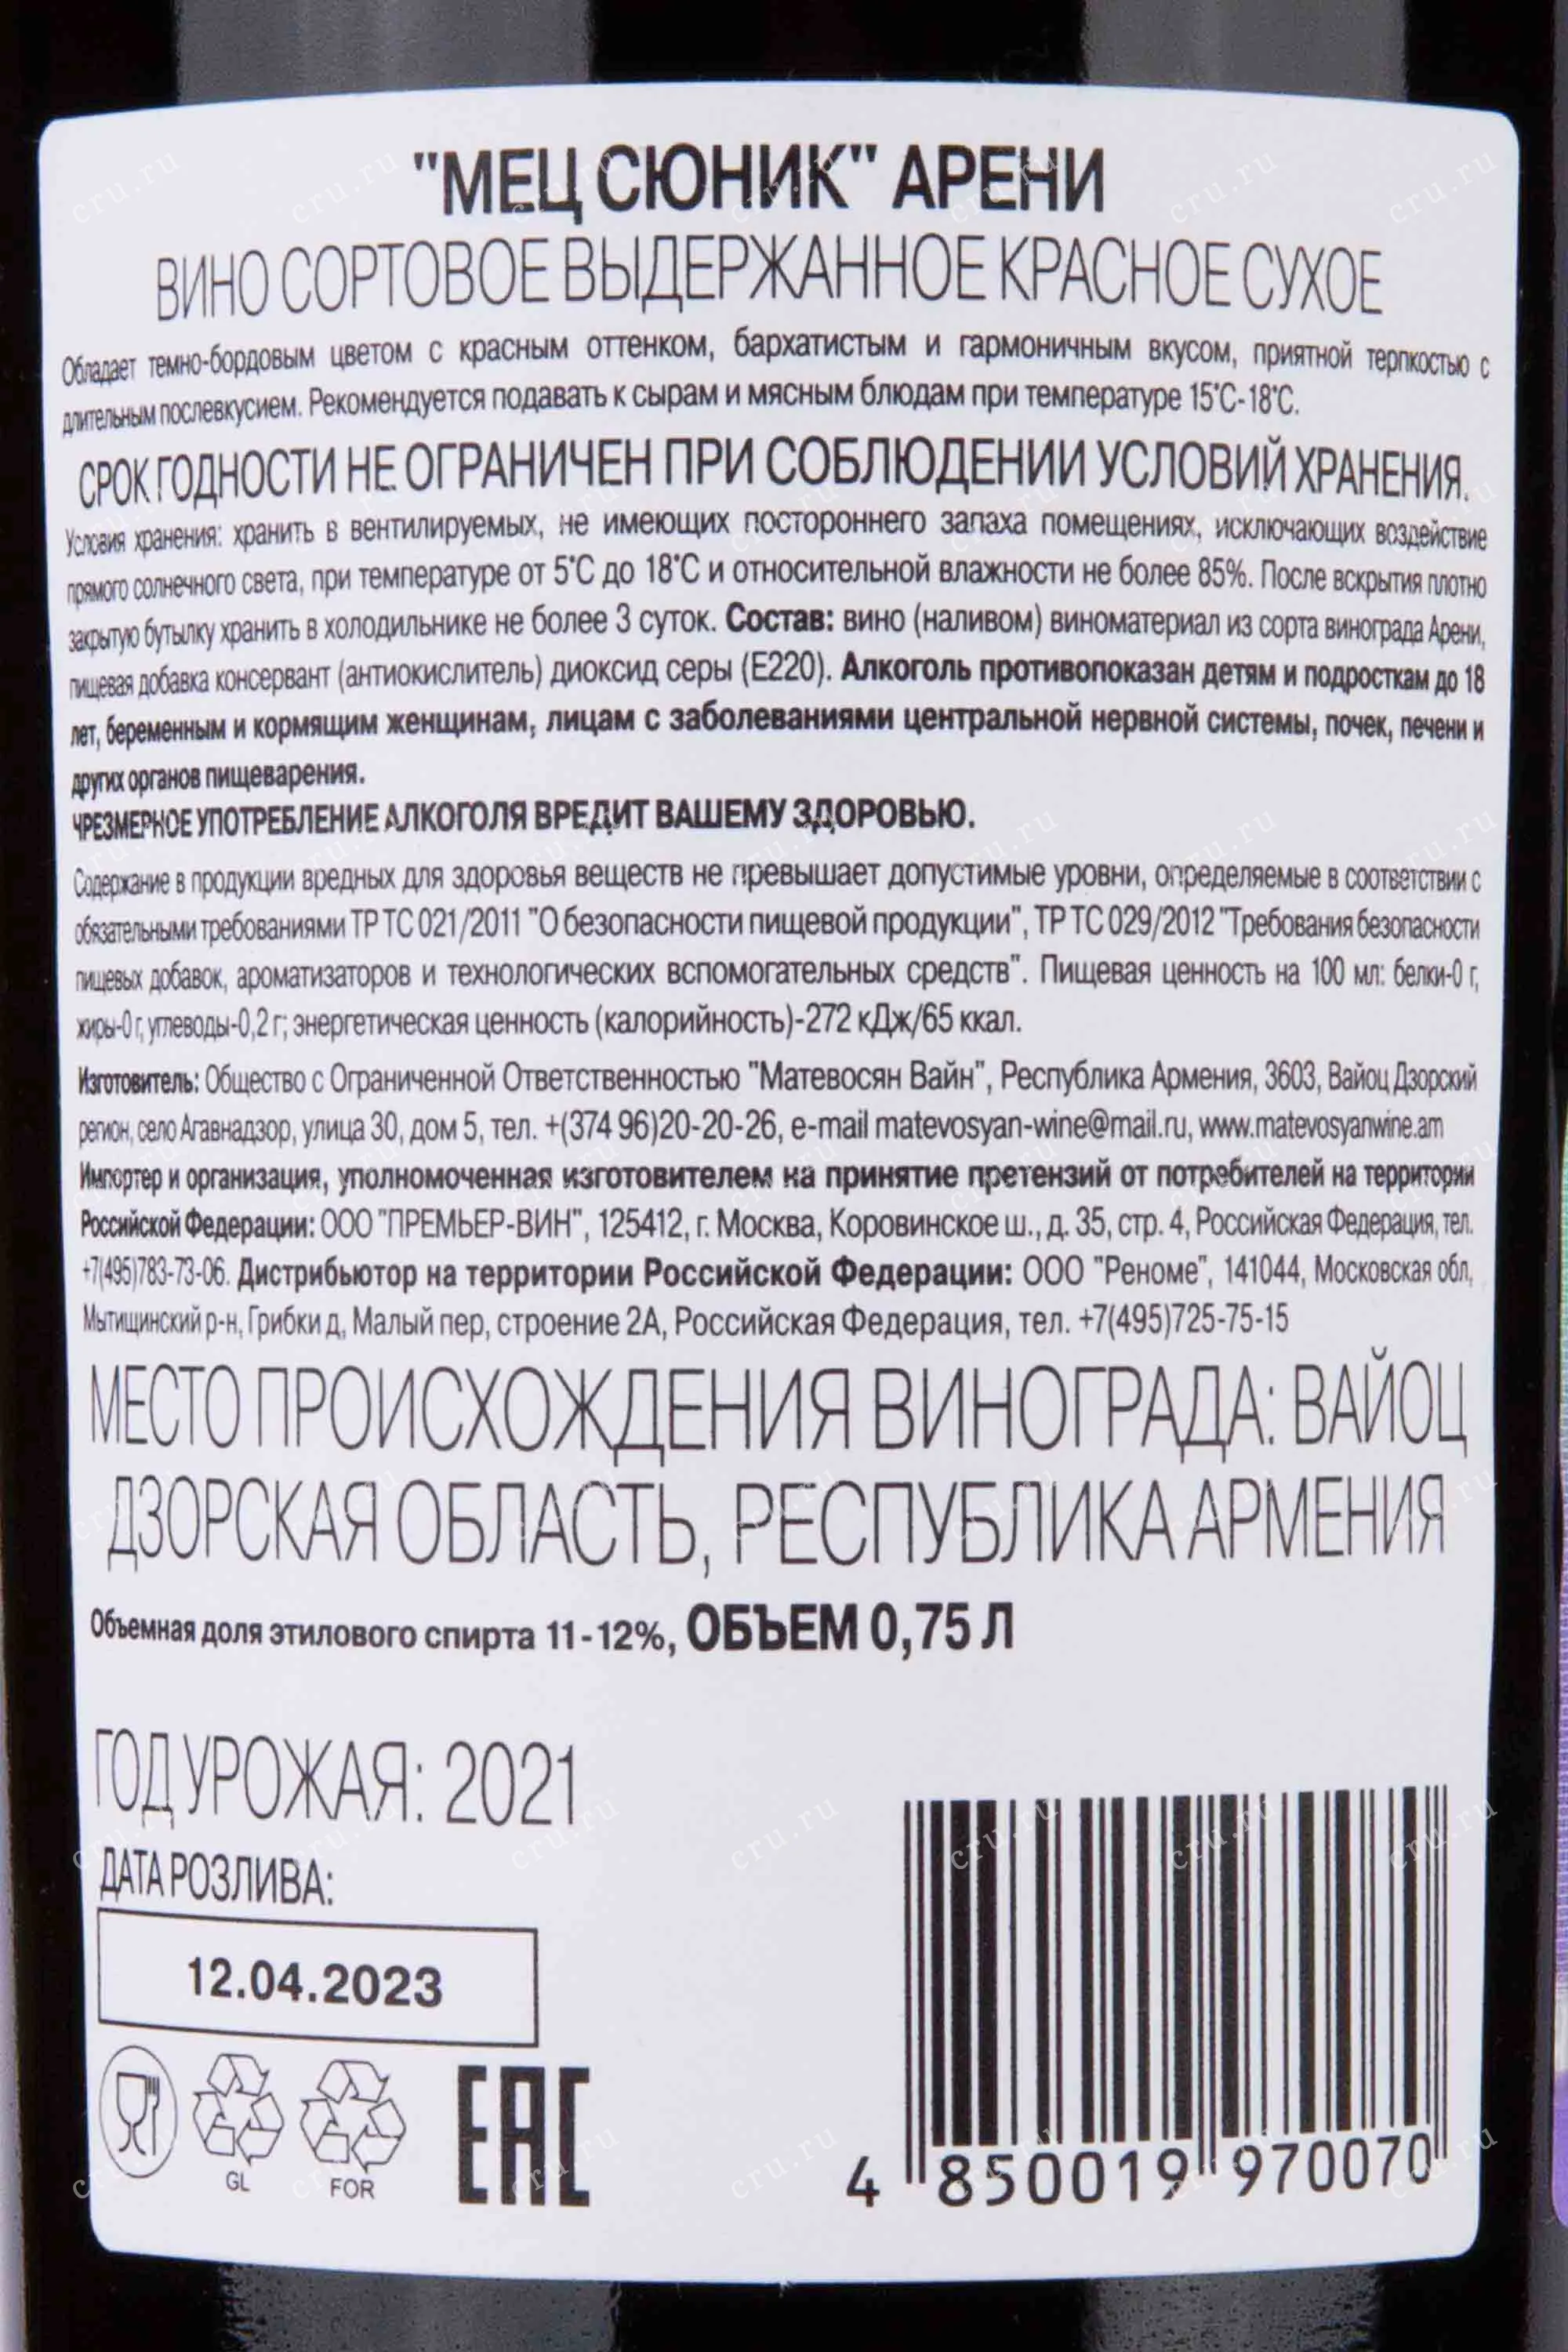 "МЕЦ СЮНИК" АРЕНИ
ВИНО СОРТОВОЕ ВЫДЕРЖАННОЕ КРАСНОЕ СУХОЕ
Обладает темно-бордовым цветом с красным оттенком, бархатистым и гармоничным вкусом, приятной терпкостью с
длительным послевкусием. Рекомендуется подавать к сырам и мясным блюдам при температуре 15°С-18°С.
СРОК ГОДНОСТИ НЕ ОГРАНИЧЕН ПРИ СОБЛЮДЕНИИ УСЛОВИЙ ХРАНЕНИЯ.
Условия хранения: хранить в вентилируемых, не имеющих постороннего запаха помещениях, исключающих воздействие
прямого солнечного света, при температуре от 5°С до 18°С и относительной влажности не более 85%. После вскрытия плотно
закрытую бутылку хранить в холодильнике не более 3 суток. Состав: вино (наливом) виноматериал из сорта винограда Арени,
пищевая добавка консервант (антиокислитель) диоксид серы (Е220). Алкоголь противопоказан детям и подросткам до 18
лет, беременным и кормящим женщинам, лицам с заболеваниями центральной нервной системы, почек, печени и
других органов пищеварения.
ЧРЕЗМЕРНОЕ УПОТРЕБЛЕНИЕ АЛКОГОЛЯ ВРЕДИТ ВАШЕМУ ЗДОРОВЬЮ.
Содержание в продукции вредных для здоровья веществ не превышает допустимые уровни, определяемые в соответствии с
обязательными требованиями ТР ТС 021/2011 "О безопасности пищевой продукции", ТР ТС 029/2012 "Требования безопасности
пищевых добавок, ароматизаторов и технологических вспомогательных средств". Пищевая ценность на 100 мл: белки-0 г,
жиры-0 г, углеводы-0,2 г; энергетическая ценность (калорийность)-272 кДж/65 ккал.
Изготовитель: Общество с Ограниченной Ответственностью "Матевосян Вайн", Республика Армения, 3603, Вайоц Дзорский
регион, село Агавнадзор, улица 30, дом 5, тел. +(374 96)20-20-26, e-mail matevosyan-wine@mail.ru, www.matevosyanwine.am
Импортер и организация, уполномоченная изготовителем на принятие претензий от потребителей на территории
Российской Федерации: ООО "ПРЕМЬЕР-ВИН", 125412, г. Москва, Коровинское ш., д. 35, стр. 4, Российская Федерация, тел.
+7(495)783-73-06. Дистрибьютор на территории Российской Федерации: ООО "Реноме", 141044, Московская обл,
Мытищинский р-н, Грибки д, Малый пер, строение 2А, Российская Федерация, тел. +7(495)725-75-15
МЕСТО ПРОИСХОЖДЕНИЯ ВИНОГРАДА: ВАЙОЦ
ДЗОРСКАЯ ОБЛАСТЬ, РЕСПУБЛИКА АРМЕНИЯ
Объемная доля этилового спирта 11-12%, ОБЪЕМ 0,75 Л
ГОД УРОЖАЯ: 2021
ДАТА РОЗЛИВА:
12.04.2023
GL
FOR
EAC
4 850019 970070
cru.ru